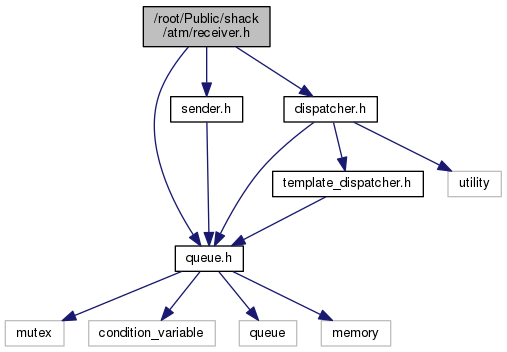 /root/Public/shack
/atm/receiver.h
sender.h
dispatcher.h
template_dispatcher.h
utility
queue.h
mutex
condition_variable
queue
memory